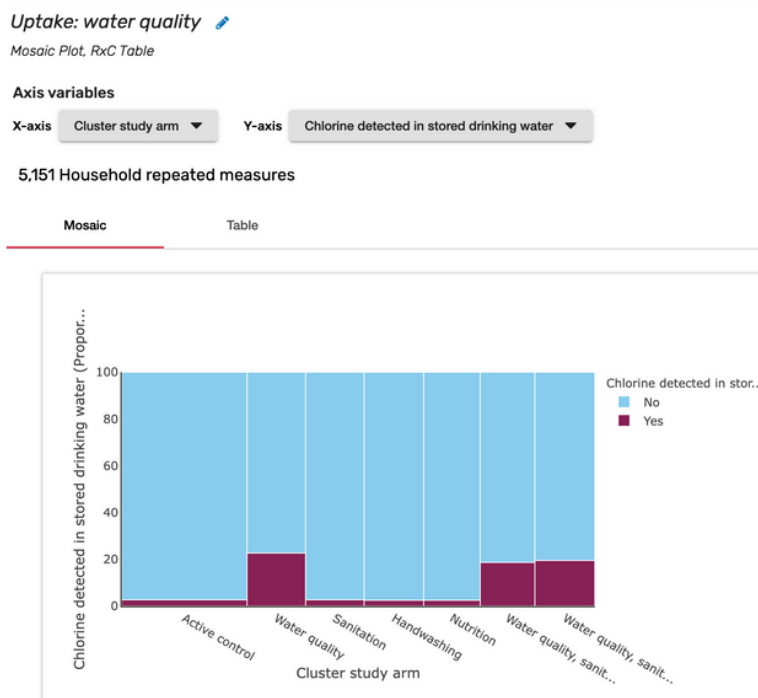 Uptake: water quality
Mosaic Plot, RxC Table
Axis variables
X-axis Cluster study arm Y-axis Chlorine detected in stored drinking water
5,151 Household repeated measures
Mosaic Table
Chlorine detected in stored drinking water (Propor...
100
80
60
40
20
0
Active control
Water quality
Sanitation
Handwashing
Nutrition
Water quality, sanit...
Water quality, sanit...
Cluster study arm
Chlorine detected in stor...
No
Yes